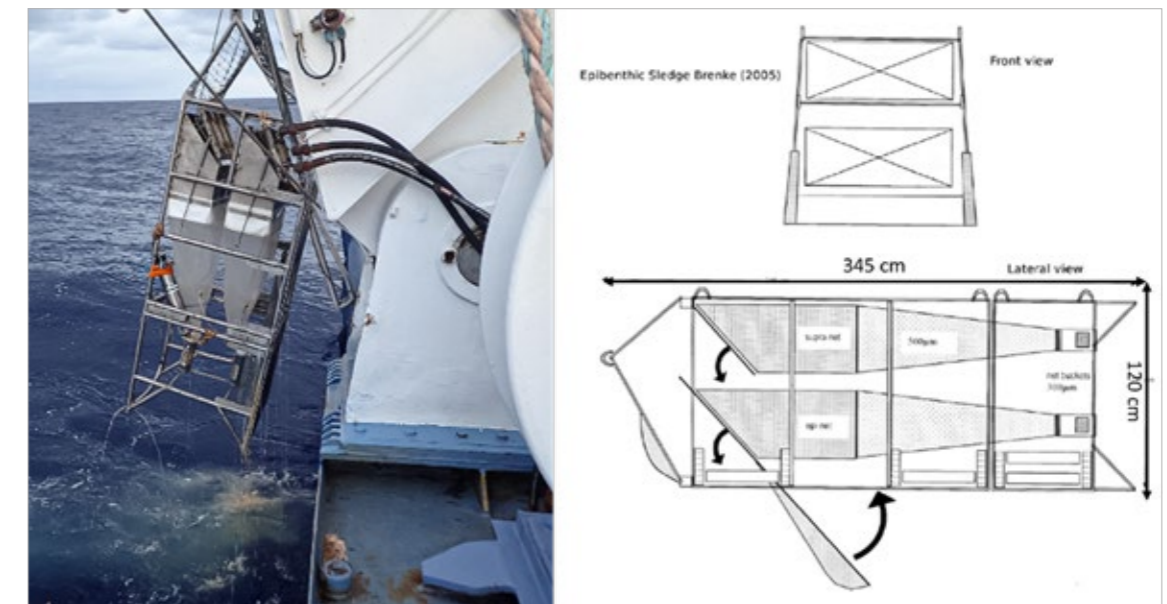 Epibenthic Sledge Brenke (2005)
Front view
345 cm
Lateral view
supra net
500µm
net buckets
300µm
epi-net
120 cm